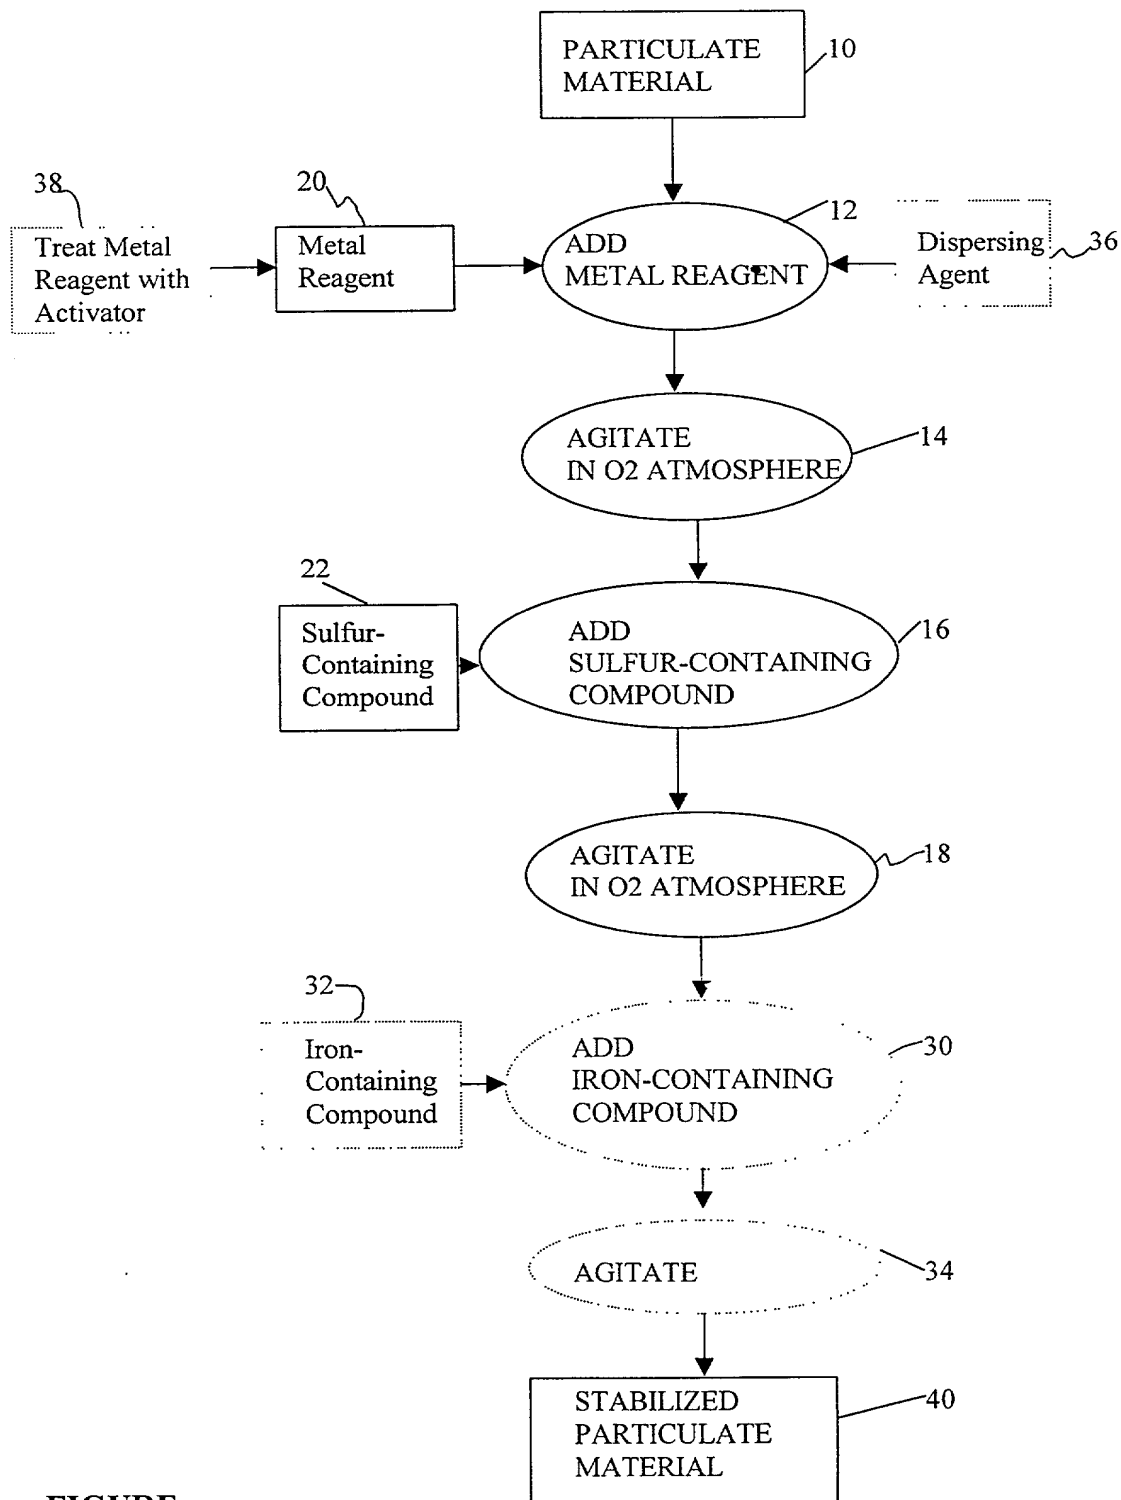 PARTICULATE
MATERIAL
10
38
20
12
Treat Metal
Reagent with
Activator
Metal
Reagent
ADD
METAL REAGENT
Dispersing
Agent
36
AGITATE
IN O2 ATMOSPHERE
14
22
Sulfur-
Containing
Compound
ADD
SULFUR-CONTAINING
COMPOUND
16
AGITATE
IN O2 ATMOSPHERE
18
32
Iron-
Containing
Compound
ADD
IRON-CONTAINING
COMPOUND
30
AGITATE
34
STABILIZED
PARTICULATE
MATERIAL
40
FIGURE